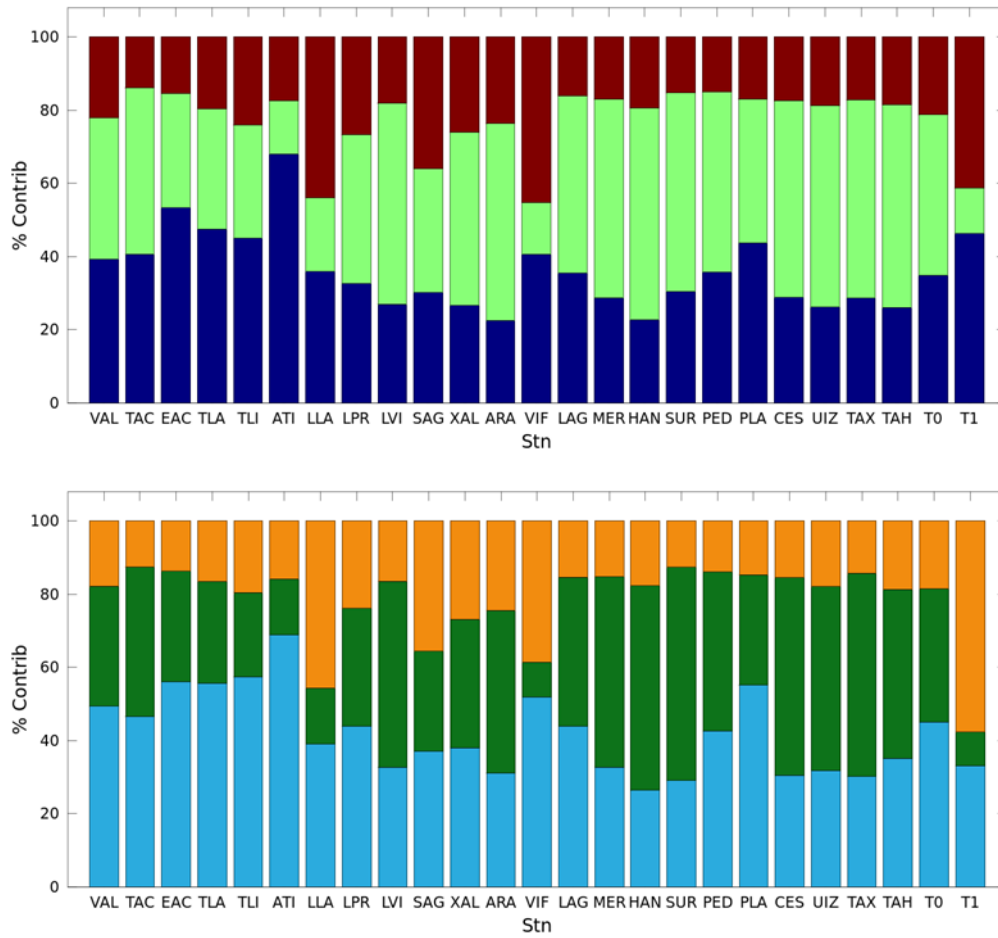 100
80
60
40
20
0
% Contrib
VAL TAC EAC TLA TLI ATI LLA LPR LVI SAG XAL ARA VIF LAG MER HAN SUR PED PLA CES UIZ TAX TAH T0 T1
Stn
100
80
60
40
20
0
% Contrib
VAL TAC EAC TLA TLI ATI LLA LPR LVI SAG XAL ARA VIF LAG MER HAN SUR PED PLA CES UIZ TAX TAH T0 T1
Stn